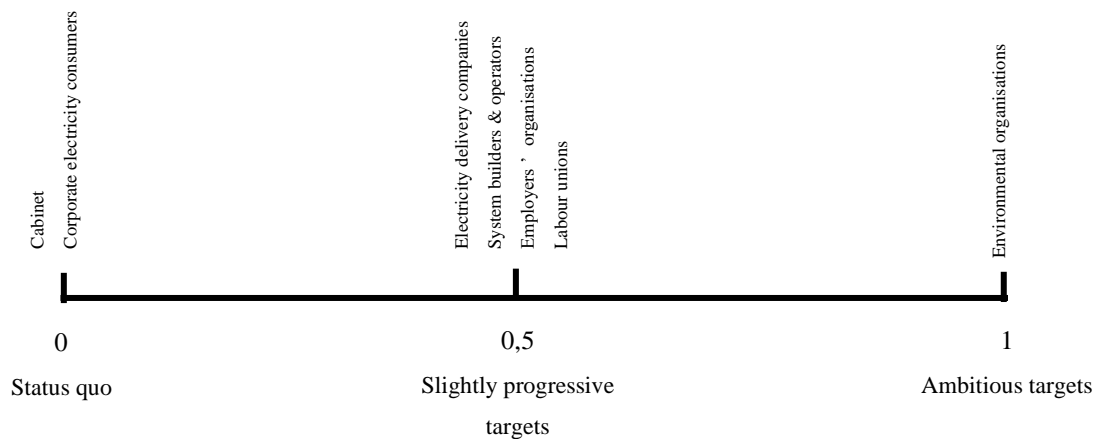 Cabinet
Corporate electricity consumers
Electricity delivery companies
System builders & operators
Employers ’ organisations
Labour unions
Environmental organisations
0
0,5
1
Status quo
Slightly progressive
targets
Ambitious targets